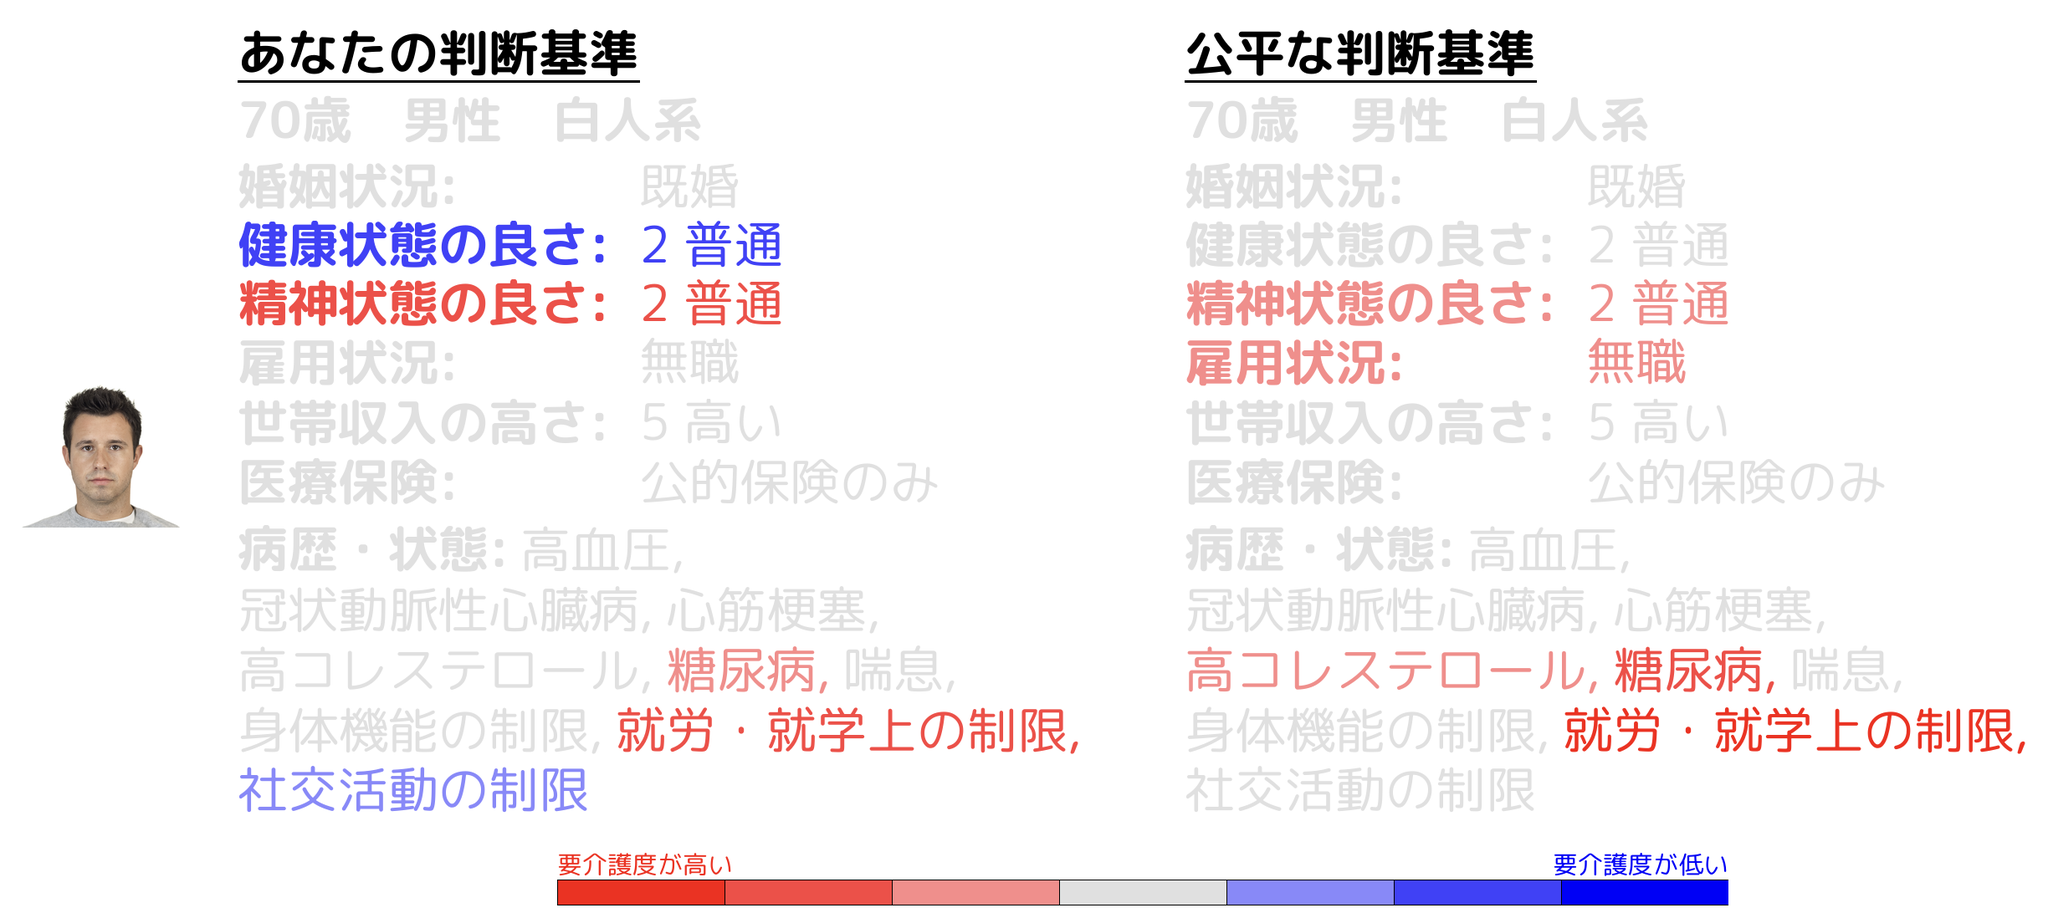 あなたの判断基準
70歳　男性　白人系
婚姻状況: 既婚
健康状態の良さ: 2 普通
精神状態の良さ: 2 普通
雇用状況: 無職
世帯収入の高さ: 5 高い
医療保険: 公的保険のみ
病歴・状態: 高血圧,
冠状動脈性心臓病, 心筋梗塞,
高コレステロール, 糖尿病, 喘息,
身体機能の制限, 就労・就学上の制限,
社交活動の制限
公平な判断基準
70歳　男性　白人系
婚姻状況: 既婚
健康状態の良さ: 2 普通
精神状態の良さ: 2 普通
雇用状況: 無職
世帯収入の高さ: 5 高い
医療保険: 公的保険のみ
病歴・状態: 高血圧,
冠状動脈性心臓病, 心筋梗塞,
高コレステロール, 糖尿病, 喘息,
身体機能の制限, 就労・就学上の制限,
社交活動の制限
要介護度が高い
要介護度が低い